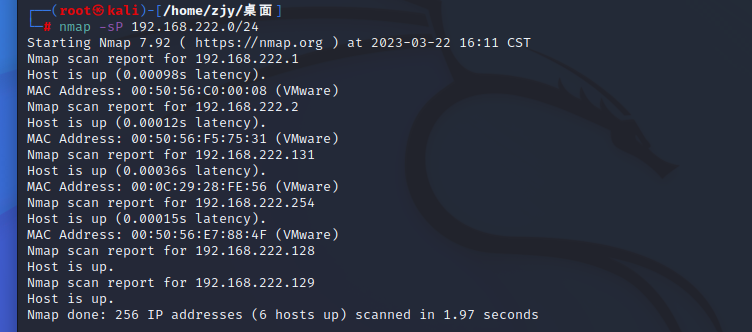 ┌──(root㉿kali)-[/home/zjy/桌面]
└─# nmap -sP 192.168.222.0/24
Starting Nmap 7.92 ( https://nmap.org ) at 2023-03-22 16:11 CST
Nmap scan report for 192.168.222.1
Host is up (0.00098s latency).
MAC Address: 00:50:56:C0:00:08 (VMware)
Nmap scan report for 192.168.222.2
Host is up (0.00012s latency).
MAC Address: 00:50:56:F5:75:31 (VMware)
Nmap scan report for 192.168.222.131
Host is up (0.00036s latency).
MAC Address: 00:0C:29:28:FE:56 (VMware)
Nmap scan report for 192.168.222.254
Host is up (0.00015s latency).
MAC Address: 00:50:56:E7:88:4F (VMware)
Nmap scan report for 192.168.222.128
Host is up.
Nmap scan report for 192.168.222.129
Host is up.
Nmap done: 256 IP addresses (6 hosts up) scanned in 1.97 seconds